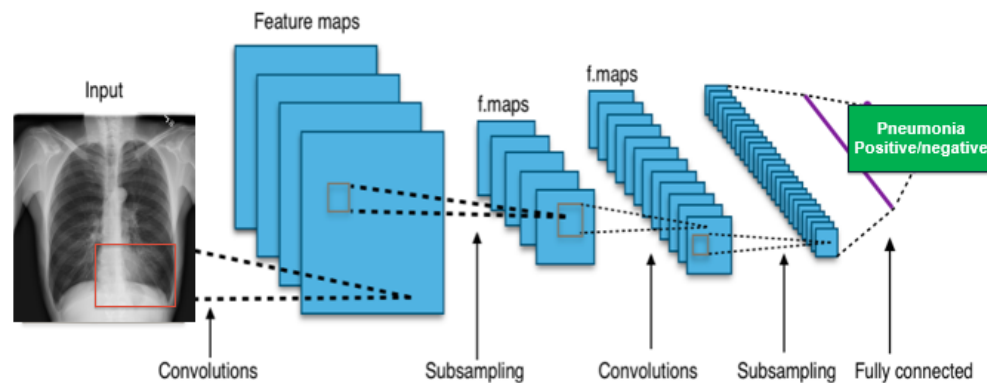 Feature maps
Input
f.maps
f.maps
Pneumonia
Positive/negative
Convolutions
Subsampling
Convolutions
Subsampling
Fully connected